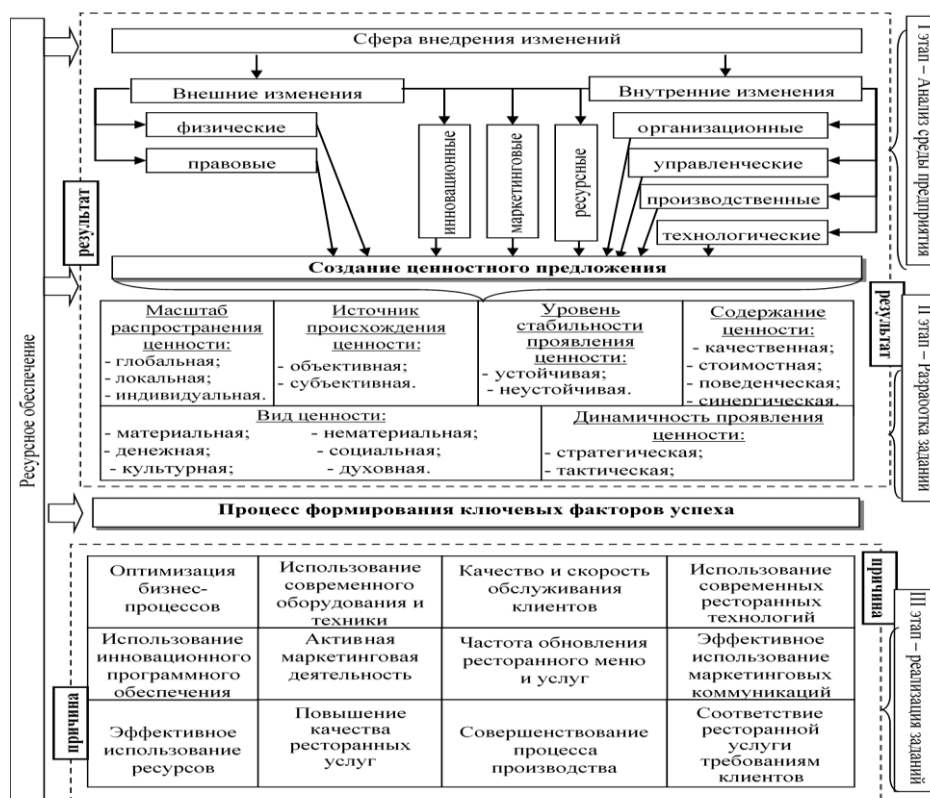 Сфера внедрения изменений
Внешние изменения
Внутренние изменения
физические
правовые
инновационные
маркетинговые
ресурсные
организационные
управленческие
производственные
технологические
Создание ценностного предложения
Масштаб
распространения
ценности:
- глобальная;
- локальная;
- индивидуальная.
Источник
происхождения
ценности:
- объективная;
- субъективная.
Уровень
стабильности
проявления
ценности:
- устойчивая;
- неустойчивая.
Содержание
ценности:
- качественная;
- стоимостная;
- поведенческая;
- синергическая.
Вид ценности:
- материальная;
- денежная;
- культурная;
- нематериальная;
- социальная;
- духовная.
Динамичность проявления
ценности:
- стратегическая;
- тактическая;
Процесс формирования ключевых факторов успеха
Оптимизация
бизнес-
процессов
Использование
современного
оборудования и
техники
Качество и скорость
обслуживания
клиентов
Использование
современных
ресторанных
технологий
Использование
инновационного
программного
обеспечения
Активная
маркетинговая
деятельность
Частота обновления
ресторанного меню
и услуг
Эффективное
использование
маркетинговых
коммуникаций
Эффективное
использование
ресурсов
Повышение
качества
ресторанных
услуг
Совершенствование
процесса
производства
Соответствие
ресторанной
услуги
требованиям
клиентов
Ресурсное обеспечение
результат
результат
причина
причина
I этап – Анализ среды предприятия
II этап – Разработка заданий
III этап – реализация заданий